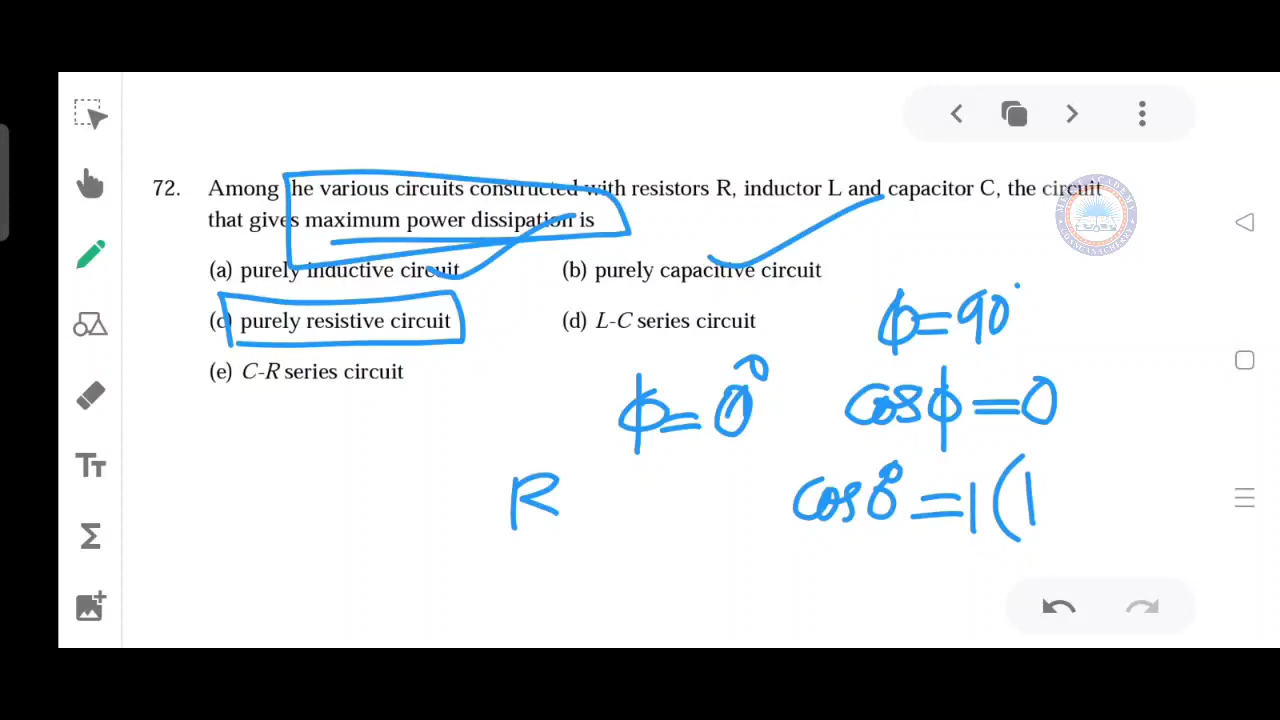 72. Among the various circuits constructed with resistors R, inductor L and capacitor C, the circuit
that gives maximum power dissipation is
(a) purely inductive circuit (b) purely capacitive circuit
(c) purely resistive circuit (d) L-C series circuit
(e) C-R series circuit
ϕ=90°
ϕ=0° cosϕ=0
R cos0°=1(1
Tт
Σ